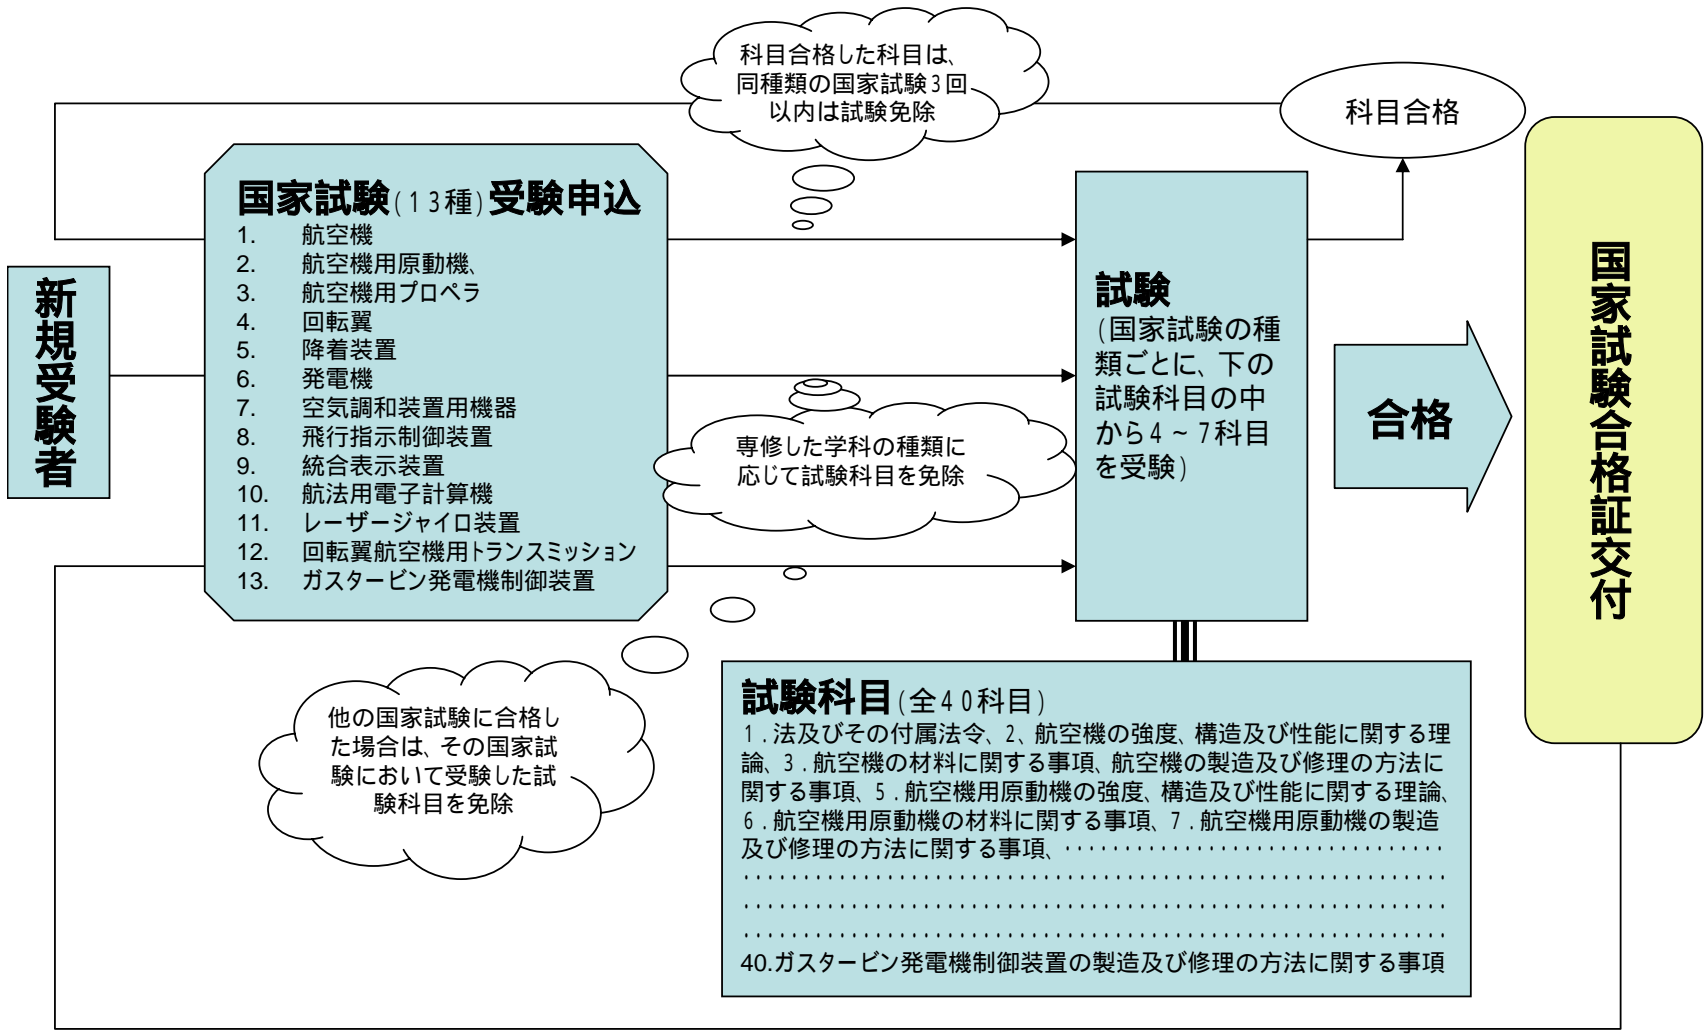 科目合格した科目は、
同種類の国家試験3回
以内は試験免除
科目合格
新規受験者
国家試験(13種)受験申込
1. 航空機
2. 航空機用原動機、
3. 航空機用プロペラ
4. 回転翼
5. 降着装置
6. 発電機
7. 空気調和装置用機器
8. 飛行指示制御装置
9. 統合表示装置
10. 航法用電子計算機
11. レーザージャイロ装置
12. 回転翼航空機用トランスミッション
13. ガスタービン発電機制御装置
専修した学科の種類に
応じて試験科目を免除
他の国家試験に合格し
た場合は、その国家試
験において受験した試
験科目を免除
試験
(国家試験の種
類ごとに、下の
試験科目の中
から4~7科目
を受験)
合格
国家試験合格証交付
試験科目(全40科目)
1.法及びその付属法令、2、航空機の強度、構造及び性能に関する理
論、3.航空機の材料に関する事項、航空機の製造及び修理の方法に
関する事項、5.航空機用原動機の強度、構造及び性能に関する理論、
6.航空機用原動機の材料に関する事項、7.航空機用原動機の製造
及び修理の方法に関する事項、・・・・・・・・・・・・・・・・・・・・・・・・・・・・・・・・
・・・・・・・・・・・・・・・・・・・・・・・・・・・・・・・・・・・・・・・・・・・・・・・・・・・・・・・・・・・
・・・・・・・・・・・・・・・・・・・・・・・・・・・・・・・・・・・・・・・・・・・・・・・・・・・・・・・・・・・
・・・・・・・・・・・・・・・・・・・・・・・・・・・・・・・・・・・・・・・・・・・・・・・・・・・・・・・・・・・
40.ガスタービン発電機制御装置の製造及び修理の方法に関する事項